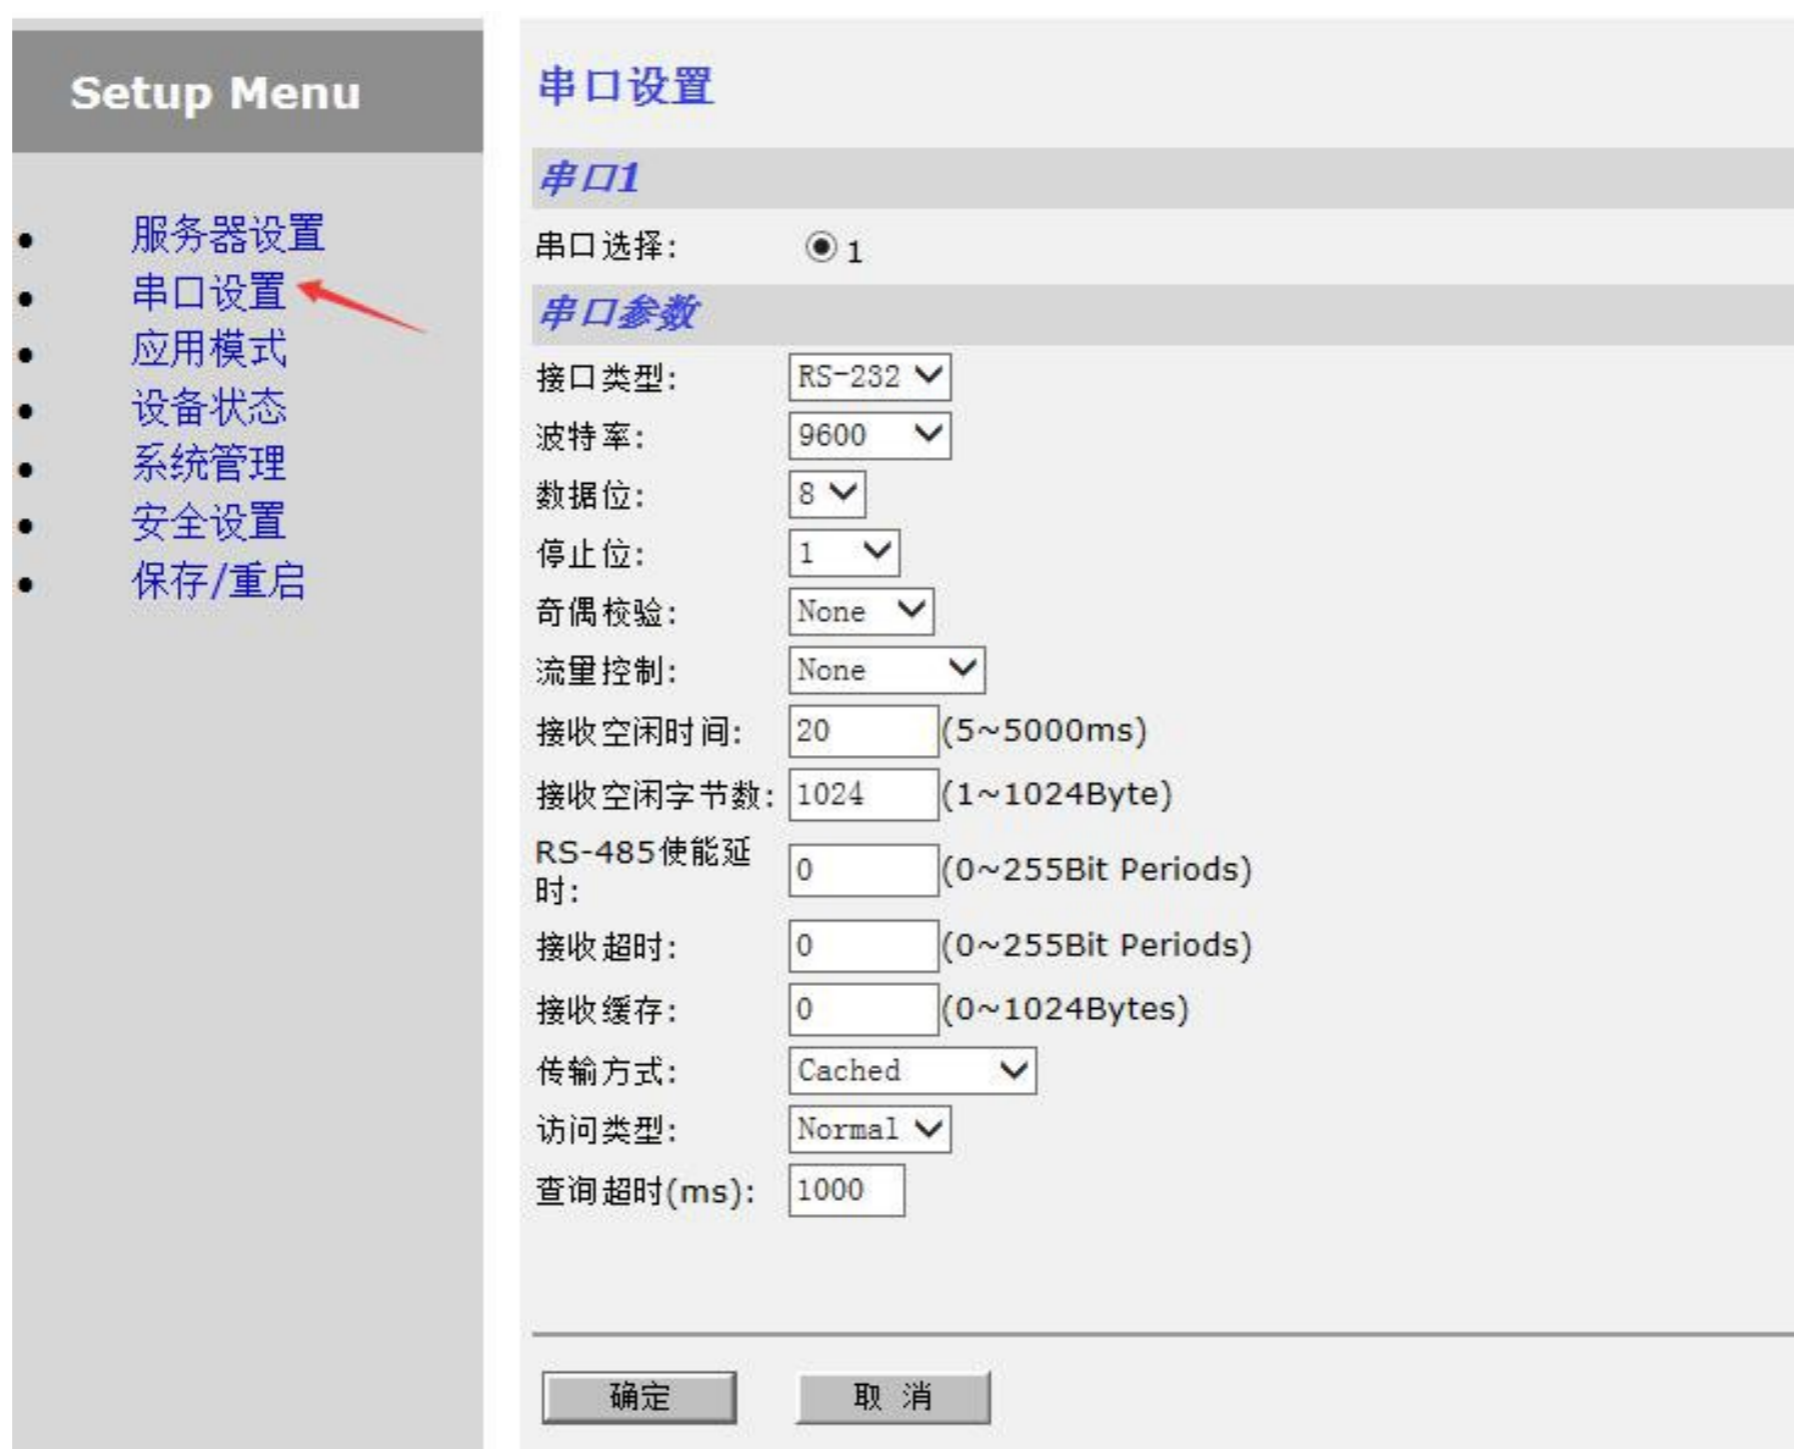 Setup Menu
服务器设置
串口设置
应用模式
设备状态
系统管理
安全设置
保存/重启
串口设置
串口1
串口选择: 1
串口参数
接口类型: RS-232
波特率: 9600
数据位: 8
停止位: 1
奇偶校验: None
流量控制: None
接收空闲时间: 20 (5~5000ms)
接收空闲字节数: 1024 (1~1024Byte)
RS-485使能延
时: 0 (0~255Bit Periods)
接收超时: 0 (0~255Bit Periods)
接收缓存: 0 (0~1024Bytes)
传输方式: Cached
访问类型: Normal
查询超时(ms): 1000
确定 取 消